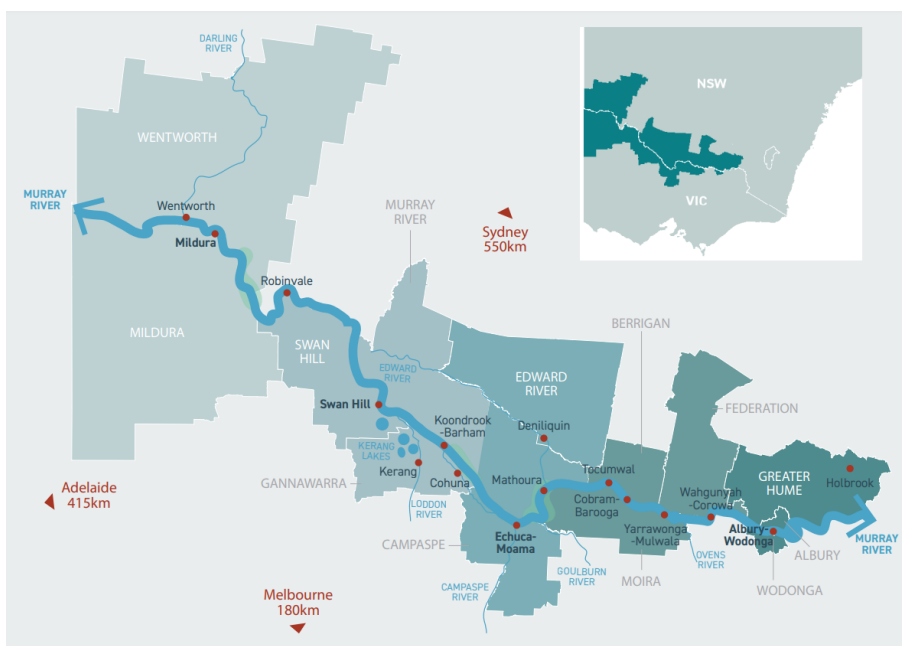 DARLING
RIVER
NSW
WENTWORTH
MURRAY
RIVER
Wentworth
Mildura
MURRAY
RIVER
Sydney
550km
VIC
Robinvale
MILDURA
SWAN
HILL
BERRIGAN
EDWARD
RIVER
EDWARD
RIVER
Swan Hill
FEDERATION
Koondrook
-Barham
Deniliquin
KERANG
LAKES
Kerang
GANNAWARRA
Cohuna
Mathoura
Tocumwal
GREATER
HUME
Holbrook
Adelaide
415km
LODDON
RIVER
Cobram-
Barooga
Wahgunyah
-Corowa
Echuca-
Moama
Yarrawonga
-Mulwala
Albury-
Wodonga
MURRAY
RIVER
CAMPASPE
ALBURY
OVENS
RIVER
GOULBURN
RIVER
MOIRA
WODONGA
CAMPASPE
RIVER
Melbourne
180km